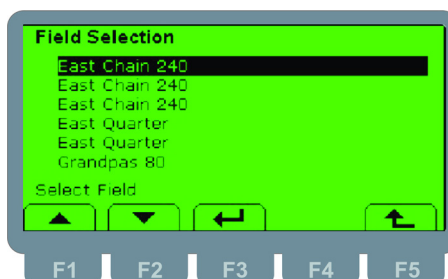 Field Selection
East Chain 240
East Chain 240
East Chain 240
East Quarter
East Quarter
Grandpas 80
Select Field
F1 F2 F3 F4 F5